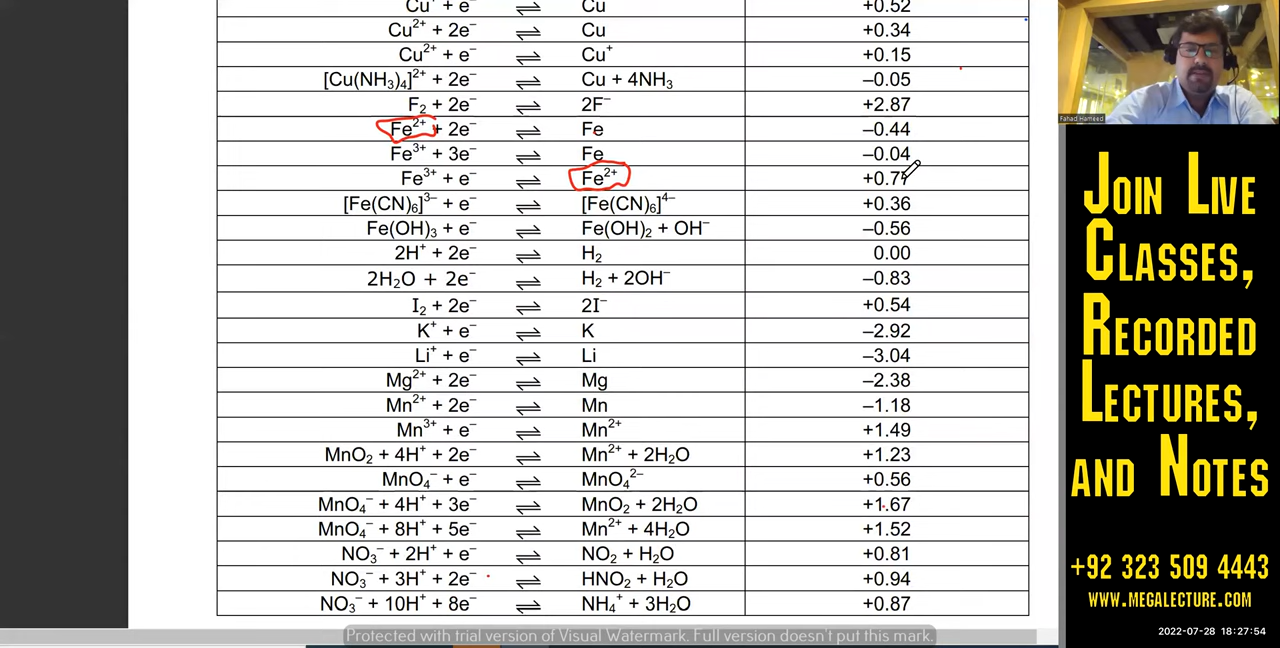 Cu⁺ + e⁻ ⇌ Cu +0.52
Cu²⁺ + 2e⁻ ⇌ Cu +0.34
Cu²⁺ + e⁻ ⇌ Cu⁺ +0.15
[Cu(NH₃)₄]²⁺ + 2e⁻ ⇌ Cu + 4NH₃ –0.05
F₂ + 2e⁻ ⇌ 2F⁻ +2.87
Fe²⁺ + 2e⁻ ⇌ Fe –0.44
Fe³⁺ + 3e⁻ ⇌ Fe –0.04
Fe³⁺ + e⁻ ⇌ Fe²⁺ +0.77
[Fe(CN)₆]³⁻ + e⁻ ⇌ [Fe(CN)₆]⁴⁻ +0.36
Fe(OH)₃ + e⁻ ⇌ Fe(OH)₂ + OH⁻ –0.56
2H⁺ + 2e⁻ ⇌ H₂ 0.00
2H₂O + 2e⁻ ⇌ H₂ + 2OH⁻ –0.83
I₂ + 2e⁻ ⇌ 2I⁻ +0.54
K⁺ + e⁻ ⇌ K –2.92
Li⁺ + e⁻ ⇌ Li –3.04
Mg²⁺ + 2e⁻ ⇌ Mg –2.38
Mn²⁺ + 2e⁻ ⇌ Mn –1.18
Mn³⁺ + e⁻ ⇌ Mn²⁺ +1.49
MnO₂ + 4H⁺ + 2e⁻ ⇌ Mn²⁺ + 2H₂O +1.23
MnO₄⁻ + e⁻ ⇌ MnO₄²⁻ +0.56
MnO₄⁻ + 4H⁺ + 3e⁻ ⇌ MnO₂ + 2H₂O +1.67
MnO₄⁻ + 8H⁺ + 5e⁻ ⇌ Mn²⁺ + 4H₂O +1.52
NO₃⁻ + 2H⁺ + e⁻ ⇌ NO₂ + H₂O +0.81
NO₃⁻ + 3H⁺ + 2e⁻ ⇌ HNO₂ + H₂O +0.94
NO₃⁻ + 10H⁺ + 8e⁻ ⇌ NH₄⁺ + 3H₂O +0.87
Protected with trial version of Visual Watermark. Full version doesn't put this mark.
Fahad Hameed
JOIN LIVE
CLASSES,
RECORDED
LECTURES,
AND NOTES
+92 323 509 4443
WWW.MEGALECTURE.COM
2022-07-28 18:27:54